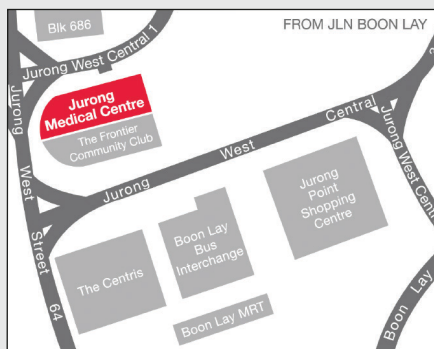 Blk 686
FROM JLN BOON LAY
Jurong West Central 1
Jurong
Medical Centre
The Frontier
Community Club
Jurong West Street 64
Jurong West Central
Jurong West Cent
Jurong
Point
Shopping
Centre
Boon Lay
Bus
Interchange
The Centris
Boon Lay MRT
Boon Lay